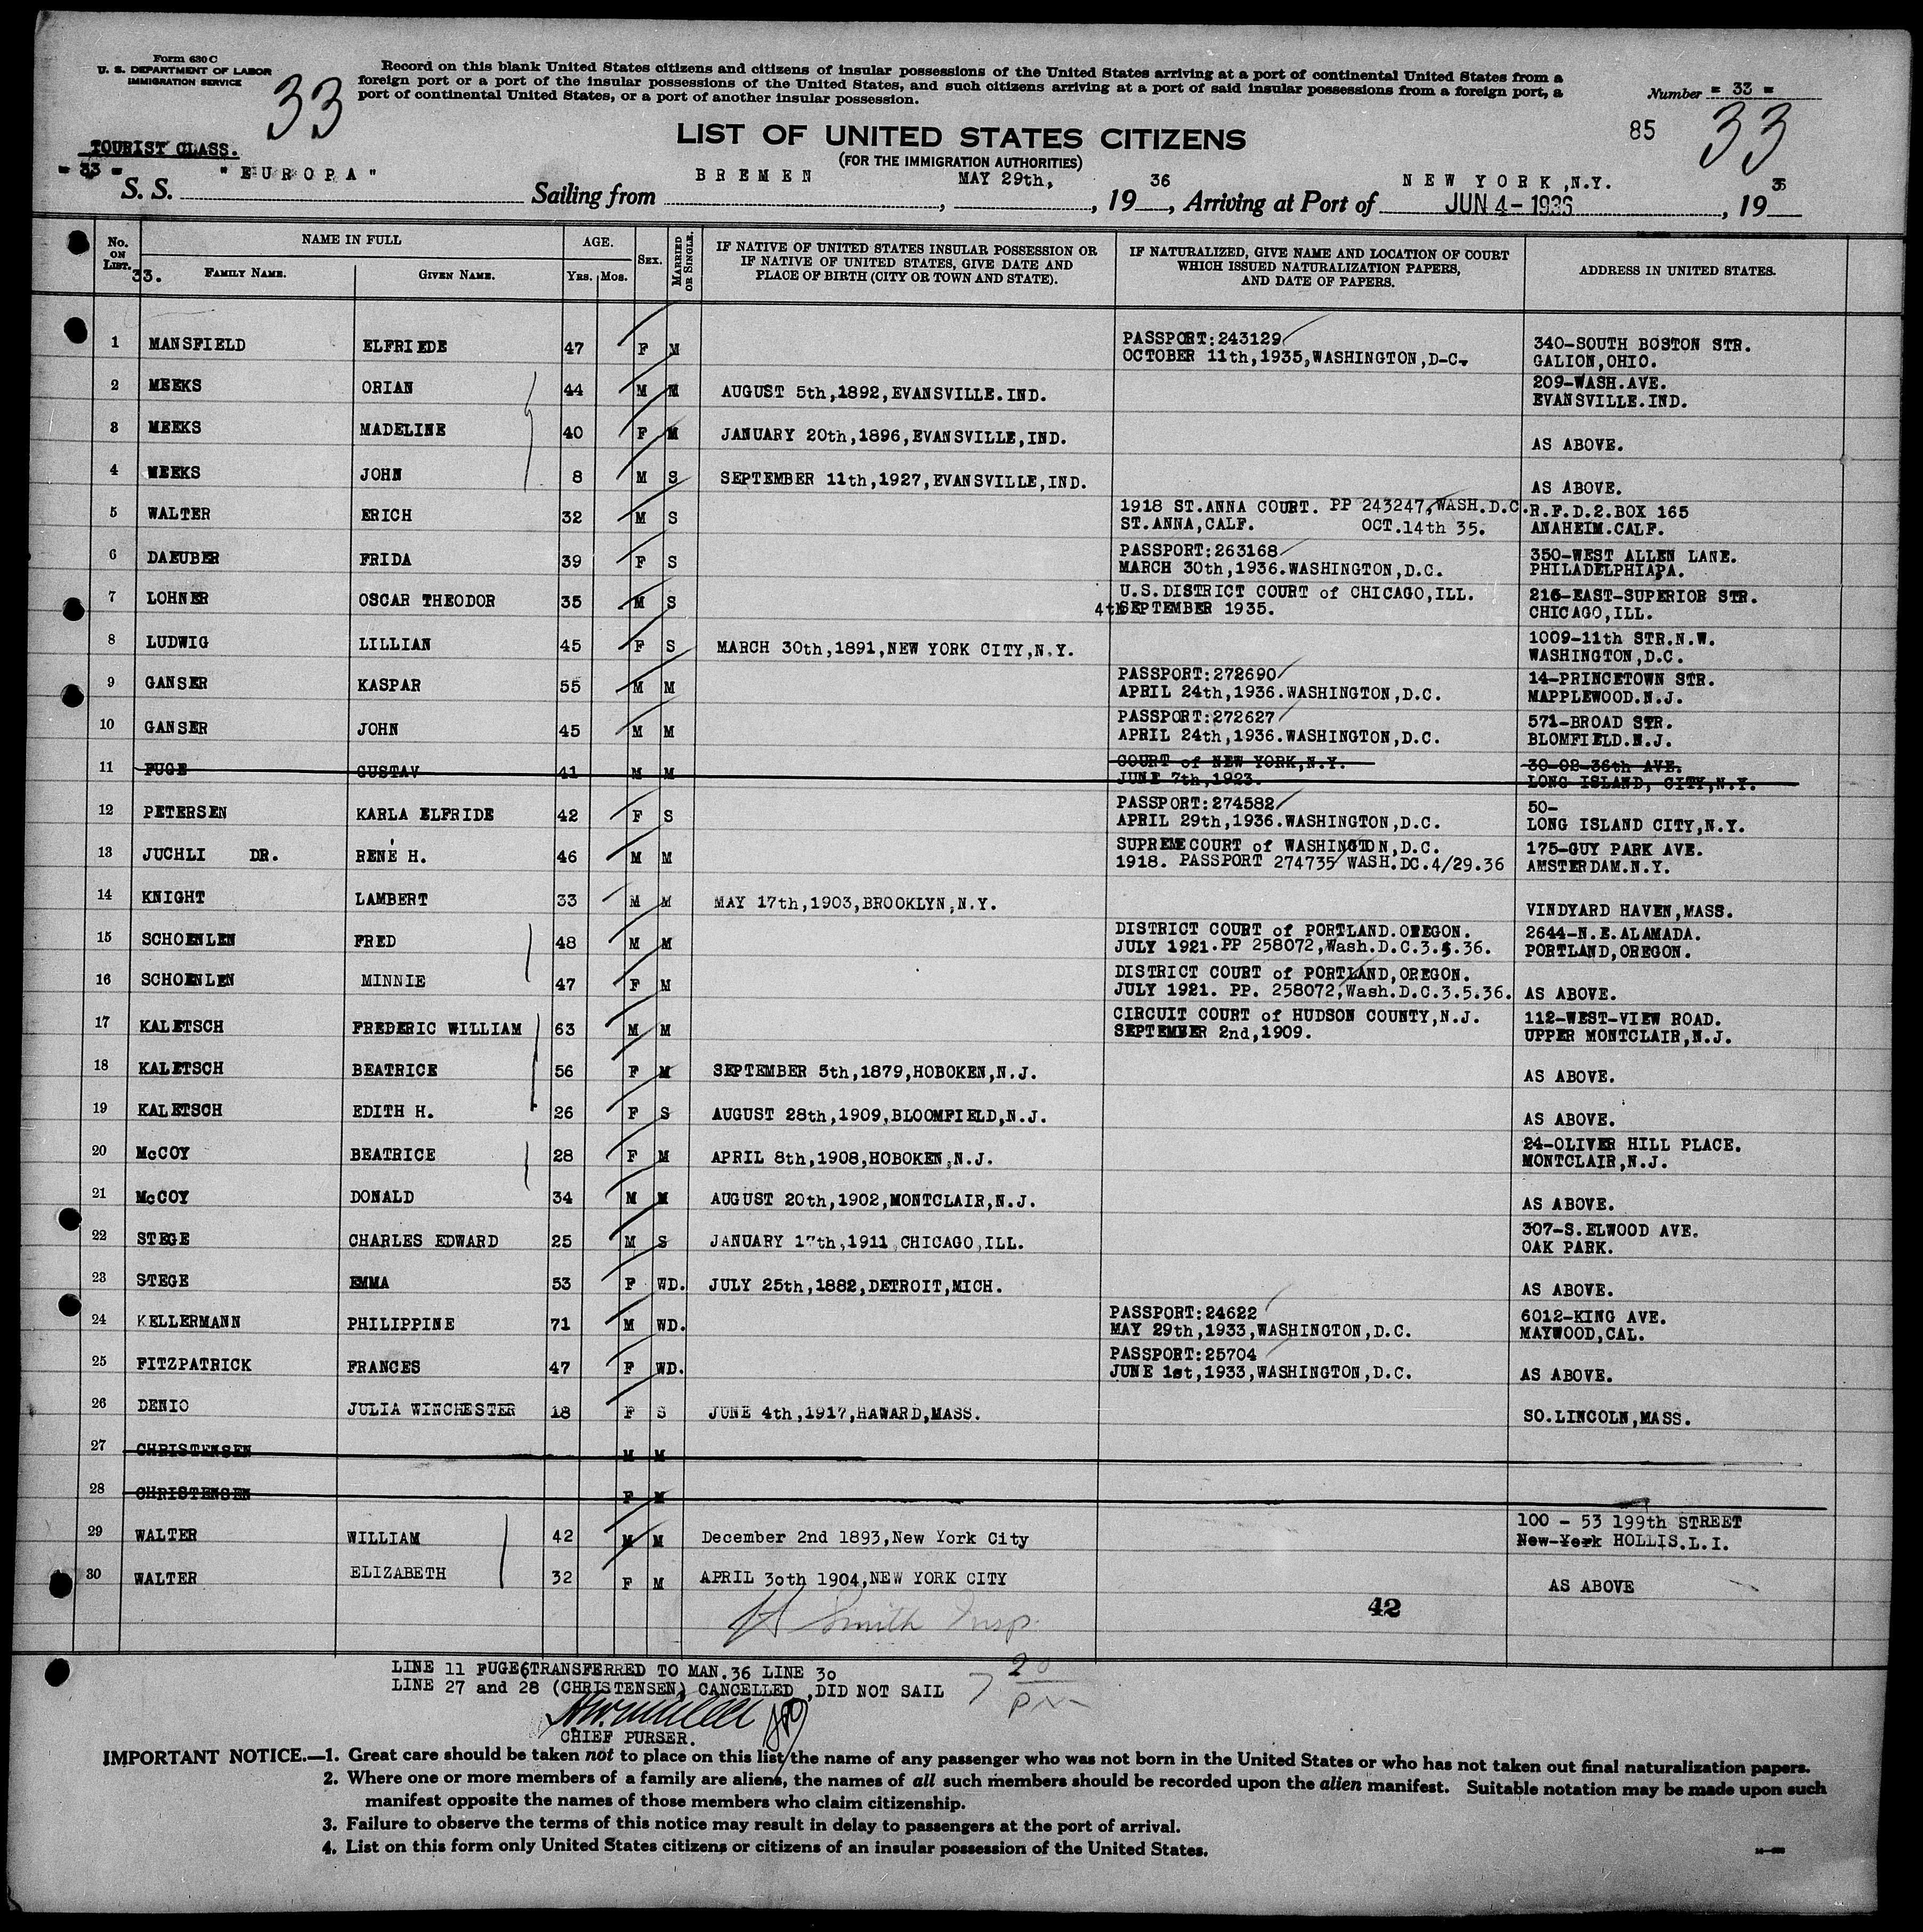 Form 630 C
U. S. DEPARTMENT OF LABOR
IMMIGRATION SERVICE
33
Record on this blank United States citizens and citizens of insular possessions of the United States arriving at a port of continental United States from a
foreign port or a port of the insular possessions of the United States, and such citizens arriving at a port of said insular possessions from a foreign port, a
port of continental United States, or a port of another insular possession.
Number = 33 =
85 33
LIST OF UNITED STATES CITIZENS
(FOR THE IMMIGRATION AUTHORITIES)
TOURIST CLASS.
= 33 =
S. S. "EUROPA" Sailing from BREMEN, MAY 29th, 1936, Arriving at Port of NEW YORK, N.Y. JUN 4-1936, 1936
No. ON LIST. 33. NAME IN FULL FAMILY NAME. GIVEN NAME. AGE. YRS. MOS. SEX. MARRIED OR SINGLE. IF NATIVE OF UNITED STATES INSULAR POSSESSION OR IF NATIVE OF UNITED STATES, GIVE DATE AND PLACE OF BIRTH (CITY OR TOWN AND STATE). IF NATURALIZED, GIVE NAME AND LOCATION OF COURT WHICH ISSUED NATURALIZATION PAPERS, AND DATE OF PAPERS. ADDRESS IN UNITED STATES.
1 MANSFIELD ELFRIEDE 47 F M PASSPORT:243129 OCTOBER 11th,1935,WASHINGTON,D-C. 340-SOUTH BOSTON STR. GALION,OHIO.
2 MEEKS ORIAN 44 M M AUGUST 5th,1892,EVANSVILLE.IND. 209-WASH.AVE. EVANSVILLE.IND.
3 MEEKS MADELINE 40 F M JANUARY 20th,1896,EVANSVILLE,IND. AS ABOVE.
4 MEEKS JOHN 8 M S SEPTEMBER 11th,1927,EVANSVILLE,IND. AS ABOVE.
5 WALTER ERICH 32 M S 1918 ST.ANNA COURT. PP 243247,WASH.D.C. ST.ANNA,CALF. OCT.14th 35. R.F.D.2.BOX 165 ANAHEIM.CALF.
6 DAEUBER FRIDA 39 F S PASSPORT:263168 MARCH 30th,1936.WASHINGTON,D.C. 350-WEST ALLEN LANE. PHILADELPHIA,PA.
7 LOHNER OSCAR THEODOR 35 M S U.S.DISTRICT COURT of CHICAGO,ILL. 4th SEPTEMBER 1935. 216-EAST-SUPERIOR STR. CHICAGO,ILL.
8 LUDWIG LILLIAN 45 F S MARCH 30th,1891,NEW YORK CITY,N.Y. 1009-11th STR.N.W. WASHINGTON,D.C.
9 GANSER KASPAR 55 M M PASSPORT:272690 APRIL 24th,1936.WASHINGTON,D.C. 14-PRINCETOWN STR. MAPPLEWOOD.N.J.
10 GANSER JOHN 45 M M PASSPORT:272627 APRIL 24th,1936.WASHINGTON,D.C. 571-BROAD STR. BLOMFIELD.N.J.
11 FUGE GUSTAV 41 M M COURT of NEW YORK,N.Y. JUNE 7th,1923. 30-02-36th AVE. LONG ISLAND, CITY,N.Y.
12 PETERSEN KARLA ELFRIDE 42 F S PASSPORT:274582 APRIL 29th,1936.WASHINGTON,D.C. 50- LONG ISLAND CITY,N.Y.
13 JUCHLI DR. RENÉ H. 46 M M SUPREME COURT of WASHINGTON,D.C. 1918. PASSPORT 274735 WASH.DC.4/29.36 175-GUY PARK AVE. AMSTERDAM.N.Y.
14 KNIGHT LAMBERT 33 M M MAY 17th,1903,BROOKLYN,N.Y. VINDYARD HAVEN,MASS.
15 SCHOENLEN FRED 48 M M DISTRICT COURT of PORTLAND.OREGON. JULY 1921.PP 258072,Wash.D.C.3.5.36. 2644-N.E.ALAMADA. PORTLAND,OREGON.
16 SCHOENLEN MINNIE 47 F M DISTRICT COURT of PORTLAND,OREGON. JULY 1921. PP. 258072,Wash.D.C.3.5.36. AS ABOVE.
17 KALETSCH FREDERIC WILLIAM 63 M M CIRCUIT COURT of HUDSON COUNTY,N.J. SEPTEMBER 2nd,1909. 112-WEST-VIEW ROAD. UPPER MONTCLAIR,N.J.
18 KALETSCH BEATRICE 56 F M SEPTEMBER 5th,1879,HOBOKEN,N.J. AS ABOVE.
19 KALETSCH EDITH H. 26 F S AUGUST 28th,1909,BLOOMFIELD,N.J. AS ABOVE.
20 McCOY BEATRICE 28 F M APRIL 8th,1908,HOBOKEN,N.J. 24-OLIVER HILL PLACE. MONTCLAIR,N.J.
21 McCOY DONALD 34 M M AUGUST 20th,1902,MONTCLAIR,N.J. AS ABOVE.
22 STEGE CHARLES EDWARD 25 M S JANUARY 17th,1911,CHICAGO,ILL. 307-S.ELWOOD AVE. OAK PARK.
23 STEGE EMMA 53 F WD. JULY 25th,1882,DETROIT,MICH. AS ABOVE.
24 KELLERMANN PHILIPPINE 71 M WD. PASSPORT:24622 MAY 29th,1933,WASHINGTON,D.C. 6012-KING AVE. MAYWOOD,CAL.
25 FITZPATRICK FRANCES 47 F WD. PASSPORT:25704 JUNE 1st,1933,WASHINGTON,D.C. AS ABOVE.
26 DENIO JULIA WINCHESTER 18 F S JUNE 4th,1917,HAWARD,MASS. SO.LINCOLN,MASS.
27 CHRISTENSEN M M
28 CHRISTENSEN F M
29 WALTER WILLIAM 42 M M December 2nd 1893,New York City 100 - 53 199th STREET New-York HOLLIS.L.I.
30 WALTER ELIZABETH 32 F M APRIL 3oth 1904,NEW YORK CITY AS ABOVE
Smith Insp.
42
LINE 11 FUGE TRANSFERRED TO MAN.36 LINE 3o
LINE 27 and 28 (CHRISTENSEN) CANCELLED ,DID NOT SAIL
7 20 pm
CHIEF PURSER.
IMPORTANT NOTICE.—1. Great care should be taken not to place on this list the name of any passenger who was not born in the United States or who has not taken out final naturalization papers.
2. Where one or more members of a family are aliens, the names of all such members should be recorded upon the alien manifest. Suitable notation may be made upon such
manifest opposite the names of those members who claim citizenship.
3. Failure to observe the terms of this notice may result in delay to passengers at the port of arrival.
4. List on this form only United States citizens or citizens of an insular possession of the United States.